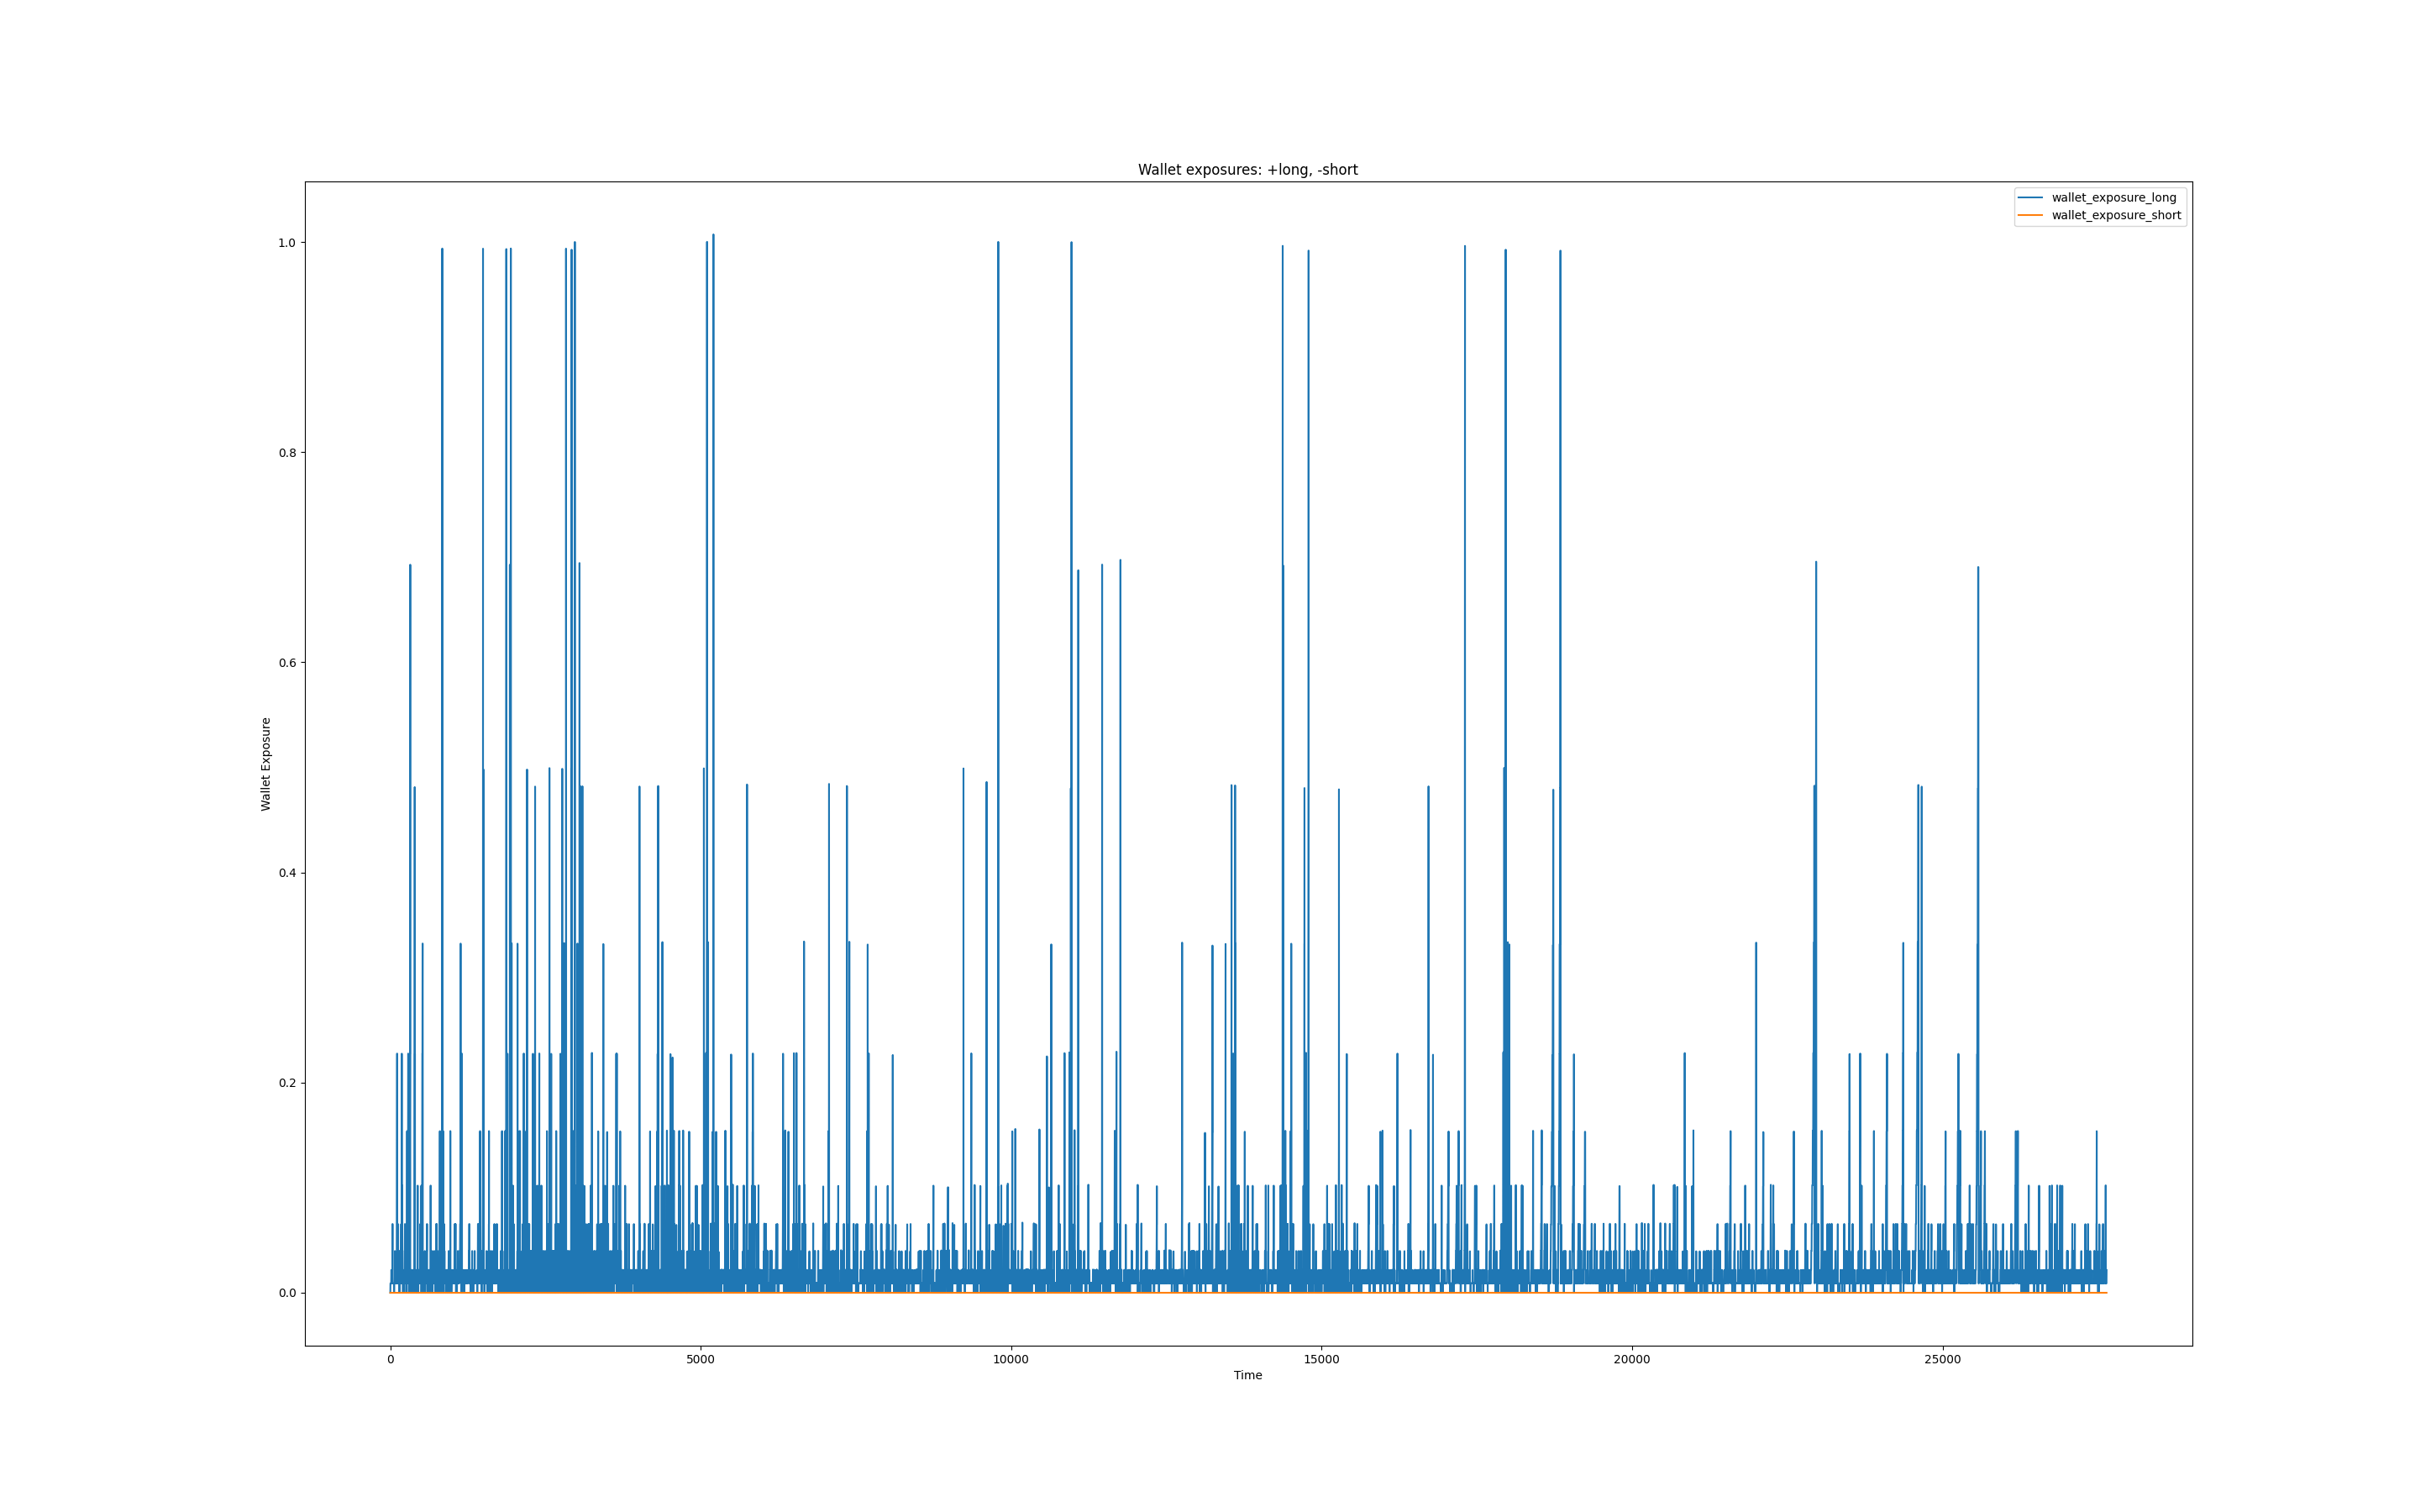 Wallet exposures: +long, -short
wallet_exposure_long
wallet_exposure_short
1.0
0.8
0.6
0.4
0.2
0.0
Wallet Exposure
0 5000 10000 15000 20000 25000
Time